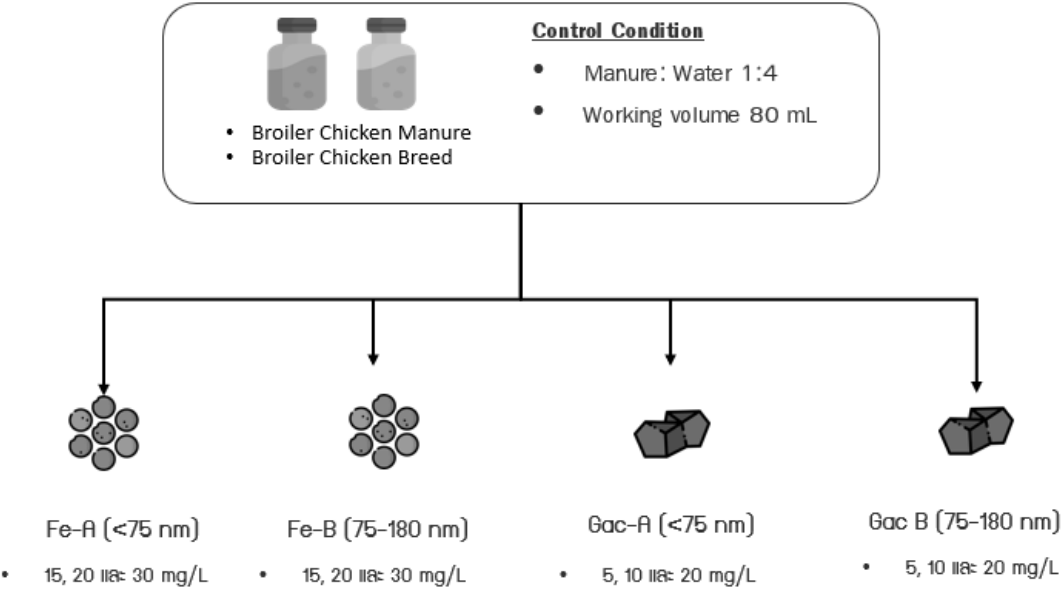 Control Condition
• Manure: Water 1:4
• Working volume 80 mL
• Broiler Chicken Manure
• Broiler Chicken Breed
Fe-A (<75 nm)
• 15, 20 และ 30 mg/L
Fe-B (75-180 nm)
• 15, 20 และ 30 mg/L
Gac-A (<75 nm)
• 5, 10 และ 20 mg/L
Gac B (75-180 nm)
• 5, 10 และ 20 mg/L